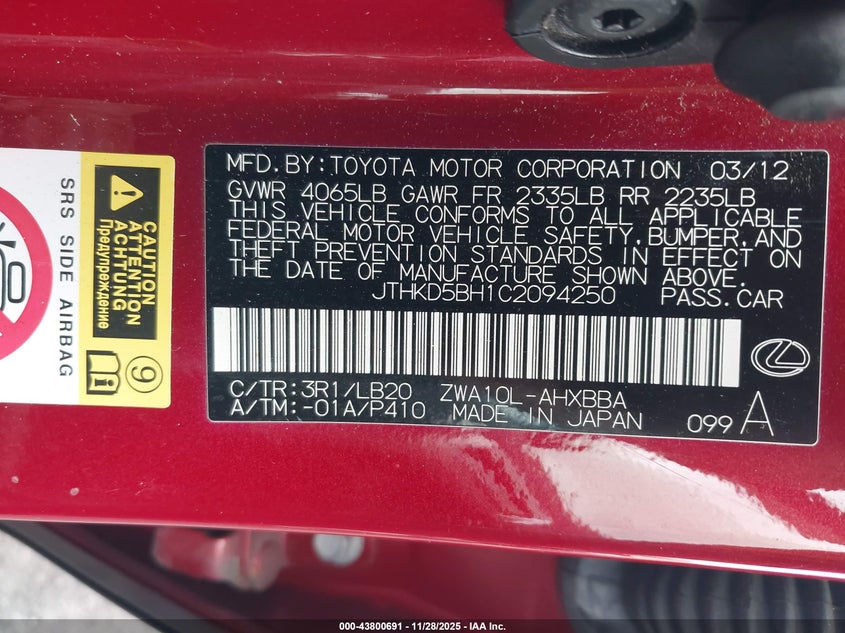 MFD.BY:TOYOTA MOTOR CORPORATION 03/12
GVWR 4065LB GAWR FR 2335LB RR 2235LB
THIS VEHICLE CONFORMS TO ALL APPLICABLE
FEDERAL MOTOR VEHICLE SAFETY,BUMPER,AND
THEFT PREVENTION STANDARDS IN EFFECT ON
THE DATE OF MANUFACTURE SHOWN ABOVE.
JTHKD5BH1C2094250 PASS.CAR
C/TR:3R1/LB20 ZWA10L-AHXBBA
A/TM:-01A/P410 MADE IN JAPAN 099 A
CAUTION
ATTENTION
ACHTUNG
Предупреждение
9
SRS SIDE AIRBAG
000-43800691 | 11/28/2025 - IAA Inc.